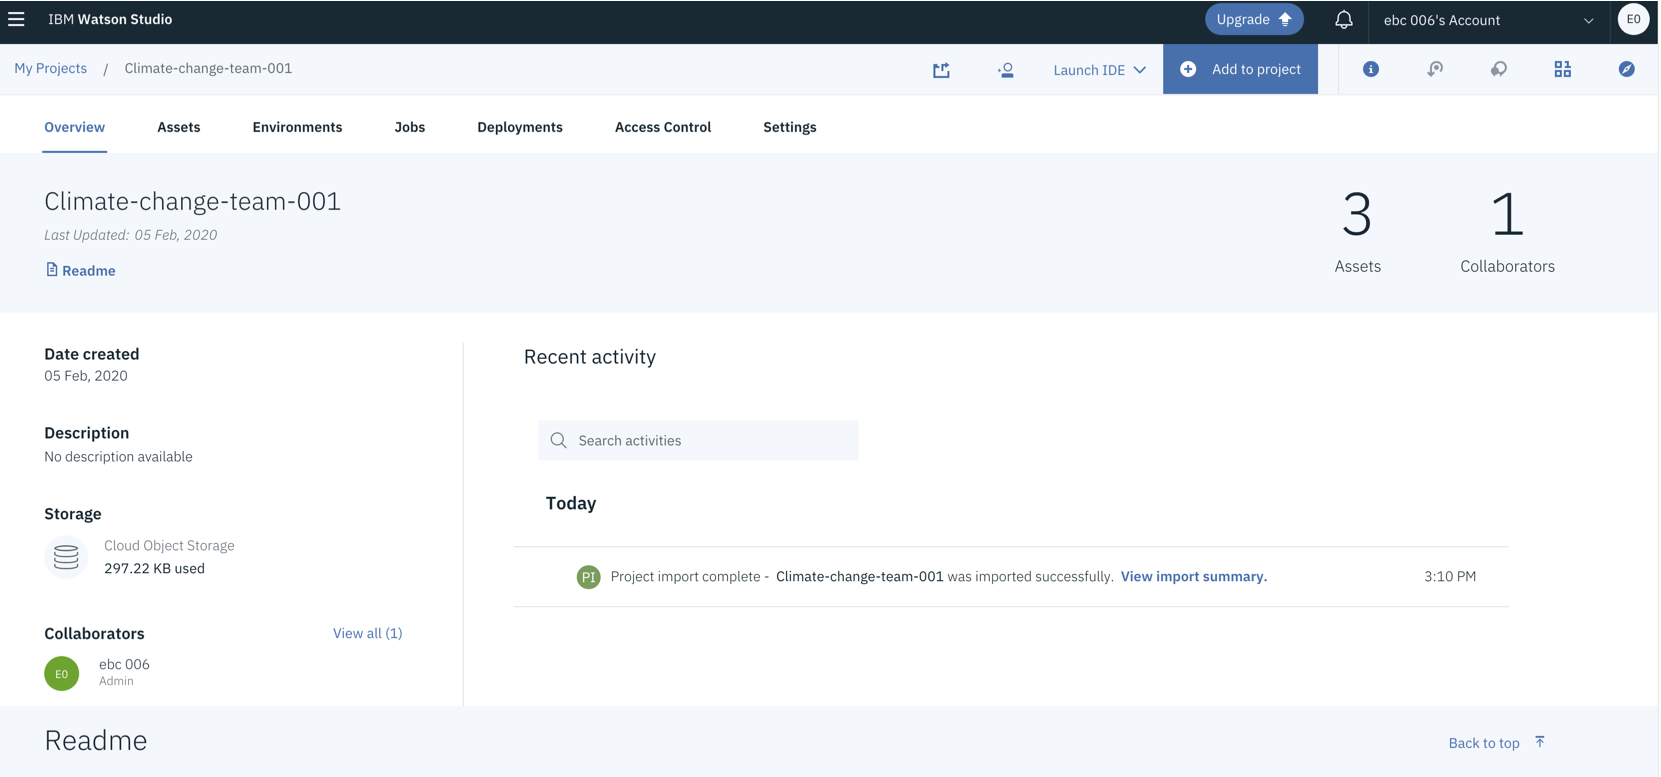 IBM Watson Studio
Upgrade
ebc 006's Account
E0
My Projects / Climate-change-team-001
Launch IDE
Add to project
Overview
Assets
Environments
Jobs
Deployments
Access Control
Settings
Climate-change-team-001
Last Updated: 05 Feb, 2020
Readme
3
Assets
1
Collaborators
Date created
05 Feb, 2020
Description
No description available
Storage
Cloud Object Storage
297.22 KB used
Collaborators
View all (1)
E0
ebc 006
Admin
Recent activity
Search activities
Today
PI Project import complete - Climate-change-team-001 was imported successfully. View import summary. 3:10 PM
Readme
Back to top